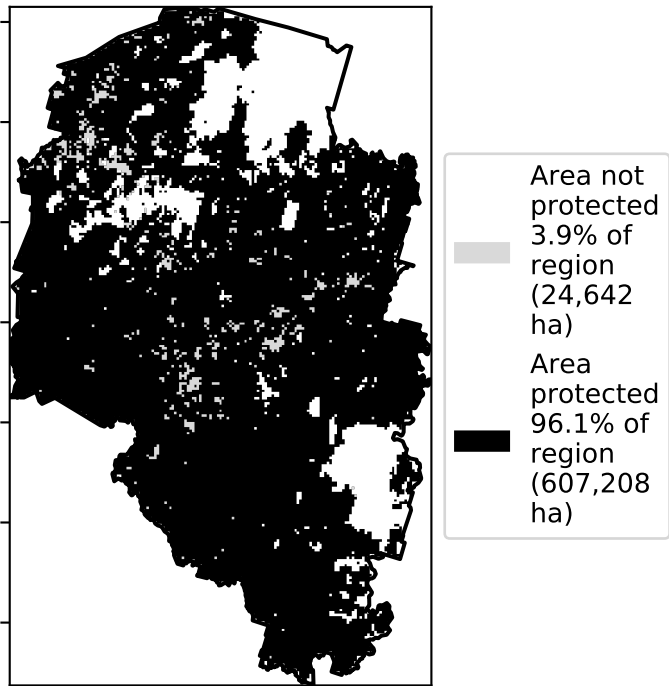 Area not
protected
3.9% of
region
(24,642
ha)
Area
protected
96.1% of
region
(607,208
ha)